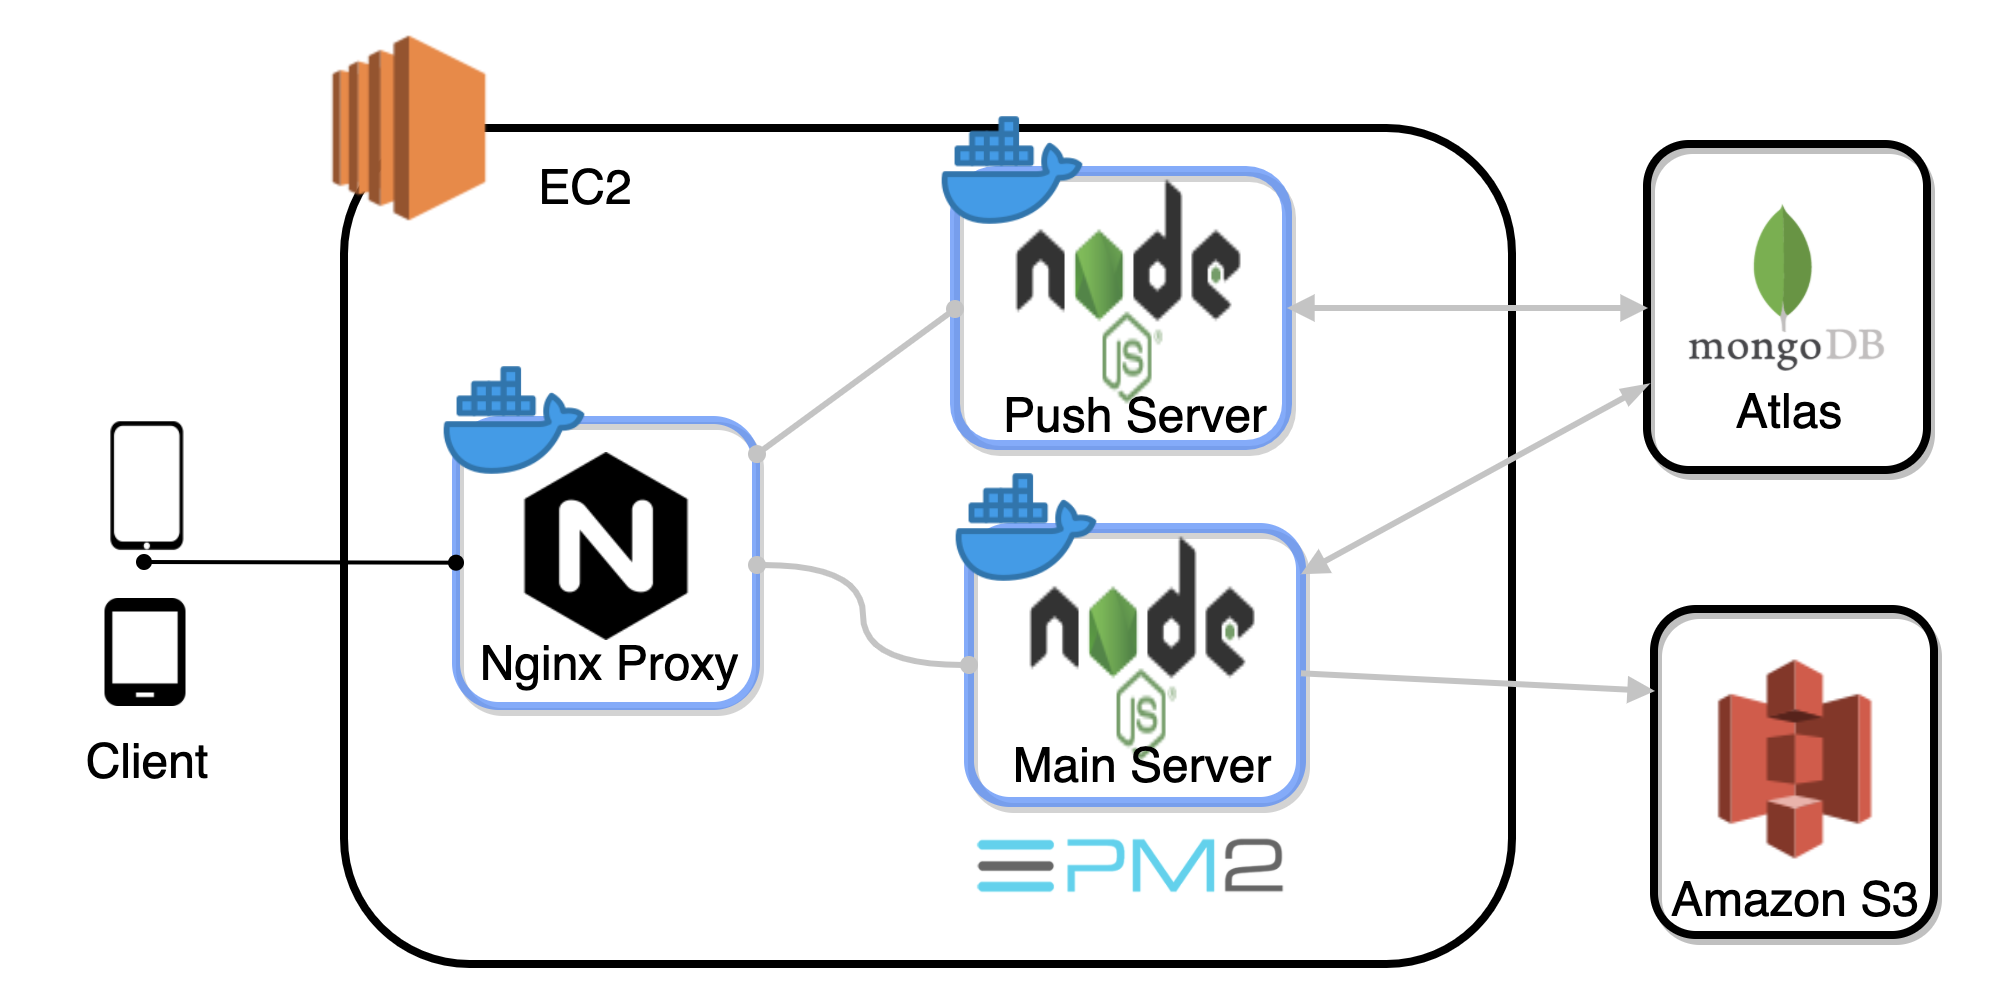 EC2
node
JS
Push Server
mongoDB
Atlas
N
Nginx Proxy
Client
node
JS
Main Server
PM2
Amazon S3